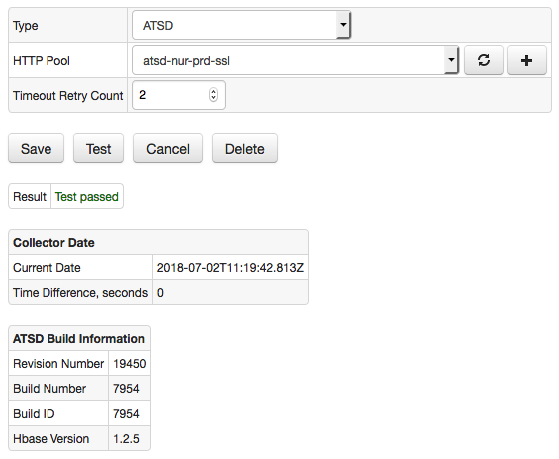 Type ATSD
HTTP Pool atsd-nur-prd-ssl
Timeout Retry Count 2
Save Test Cancel Delete
Result Test passed
Collector Date
Current Date 2018-07-02T11:19:42.813Z
Time Difference, seconds 0
ATSD Build Information
Revision Number 19450
Build Number 7954
Build ID 7954
Hbase Version 1.2.5